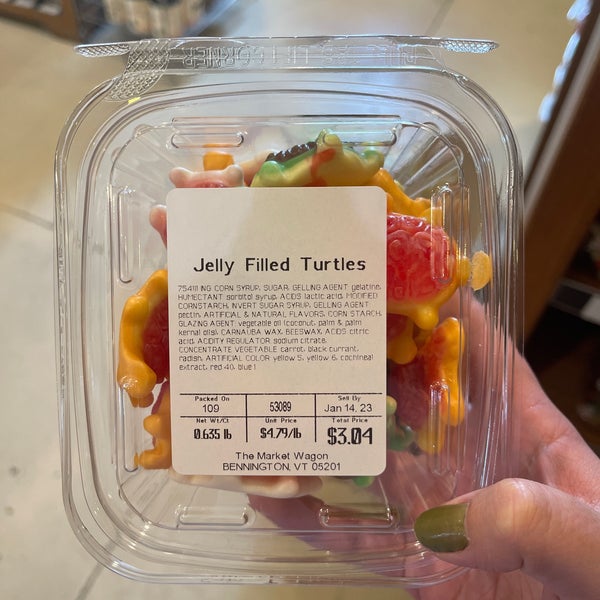 Jelly Filled Turtles
75411 ING CORN SYRUP, SUGAR, GELLING AGENT: gelatine,
HUMECTANT sorbitol syrup, ACIDS lactic acid, MODIFIED
CORNSTARCH, INVERT SUGAR SYRUP, GELLING AGENT:
pectin, ARTIFICIAL & NATURAL FLAVORS, CORN STARCH,
GLAZING AGENT: vegetable oil (coconut, palm & palm
kernal oils), CARNAUBA WAX, BEESWAX, ACIDS citric
acid, ACIDITY REGULATOR, sodium citrate.
CONCENTRATE VEGETABLE carrot, black currant,
radish, ARTIFICIAL COLOR yellow 5, yellow 6, cochineal
extract, red 40, blue 1
Packed On Sell By
109 53089 Jan 14, 23
Net Wt/Ct Unit Price Total Price
0.635 lb $4.79/lb $3.04
The Market Wagon
BENNINGTON, VT 05201